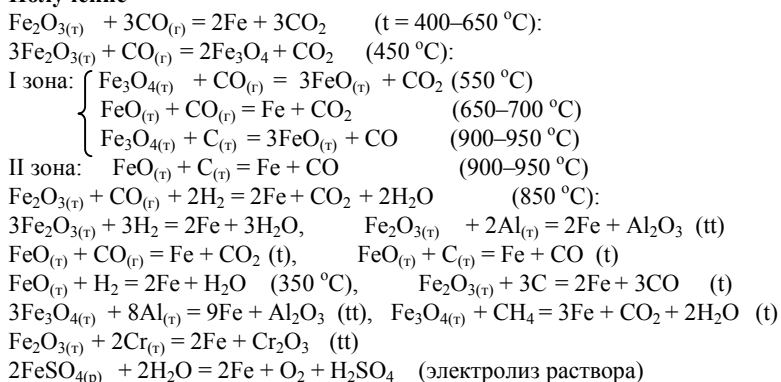 Получение
Fe₂O₃₍т₎ + 3CO₍г₎ = 2Fe + 3CO₂ (t = 400–650 °C):
3Fe₂O₃₍т₎ + CO₍г₎ = 2Fe₃O₄ + CO₂ (450 °C):
I зона: Fe₃O₄₍т₎ + CO₍г₎ = 3FeO₍т₎ + CO₂ (550 °C)
FeO₍т₎ + CO₍г₎ = Fe + CO₂ (650–700 °C)
Fe₃O₄₍т₎ + C₍т₎ = 3FeO₍т₎ + CO (900–950 °C)
II зона: FeO₍т₎ + C₍т₎ = Fe + CO (900–950 °C)
Fe₂O₃₍т₎ + CO₍г₎ + 2H₂ = 2Fe + CO₂ + 2H₂O (850 °C):
3Fe₂O₃₍т₎ + 3H₂ = 2Fe + 3H₂O, Fe₂O₃₍т₎ + 2Al₍т₎ = 2Fe + Al₂O₃ (tt)
FeO₍т₎ + CO₍г₎ = Fe + CO₂ (t), FeO₍т₎ + C₍т₎ = Fe + CO (t)
FeO₍т₎ + H₂ = 2Fe + H₂O (350 °C), Fe₂O₃₍т₎ + 3C = 2Fe + 3CO (t)
3Fe₃O₄₍т₎ + 8Al₍т₎ = 9Fe + Al₂O₃ (tt), Fe₃O₄₍т₎ + CH₄ = 3Fe + CO₂ + 2H₂O (t)
Fe₂O₃₍т₎ + 2Cr₍т₎ = 2Fe + Cr₂O₃ (tt)
2FeSO₄₍р₎ + 2H₂O = 2Fe + O₂ + H₂SO₄ (электролиз раствора)